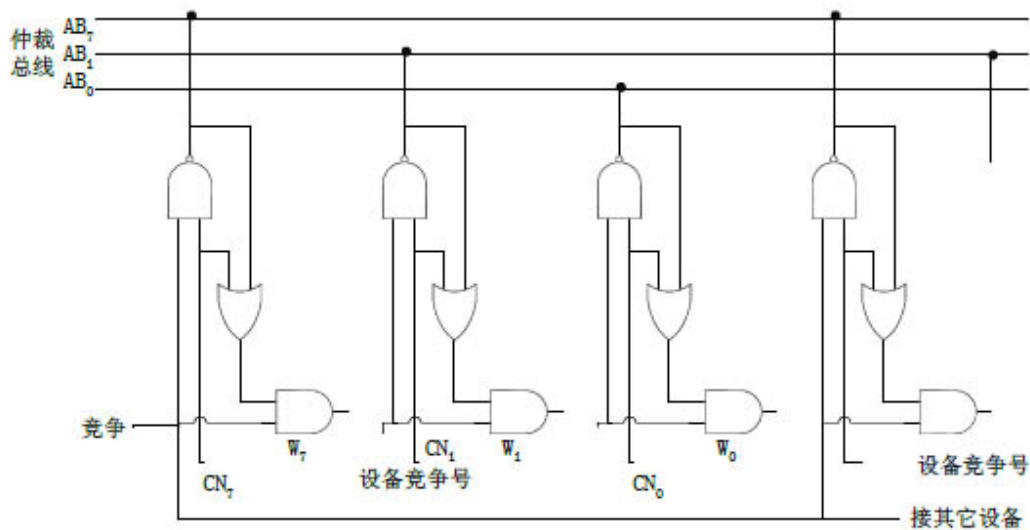 仲裁
总线
AB₇
AB₁
AB₀
竞争
W₇
W₁
W₀
CN₇
CN₁
设备竞争号
CN₀
设备竞争号
接其它设备